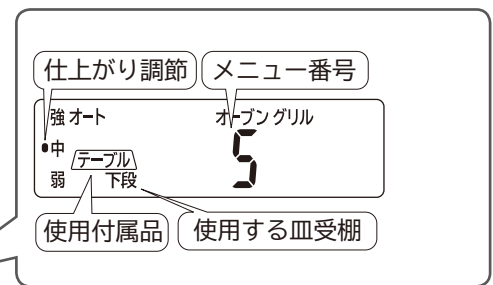 仕上がり調節 メニュー番号
強 オート オーブン グリル
中 5
テーブル
弱 下段
使用付属品 使用する皿受棚